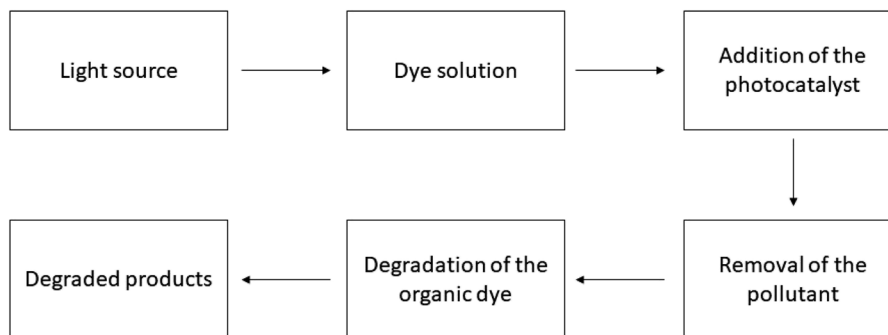 Light source
Dye solution
Addition of the
photocatalyst
Removal of the
pollutant
Degradation of the
organic dye
Degraded products